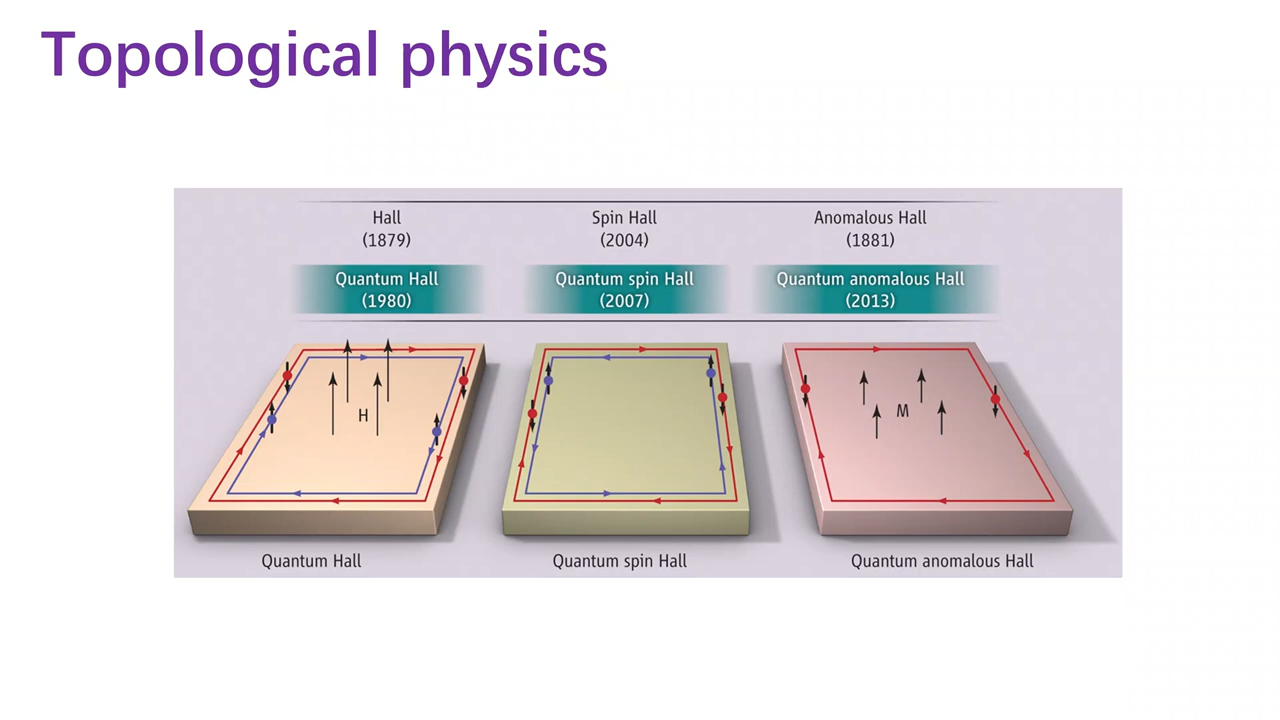 Topological physics
Hall
(1879)
Spin Hall
(2004)
Anomalous Hall
(1881)
Quantum Hall
(1980)
Quantum spin Hall
(2007)
Quantum anomalous Hall
(2013)
H
M
Quantum Hall
Quantum spin Hall
Quantum anomalous Hall